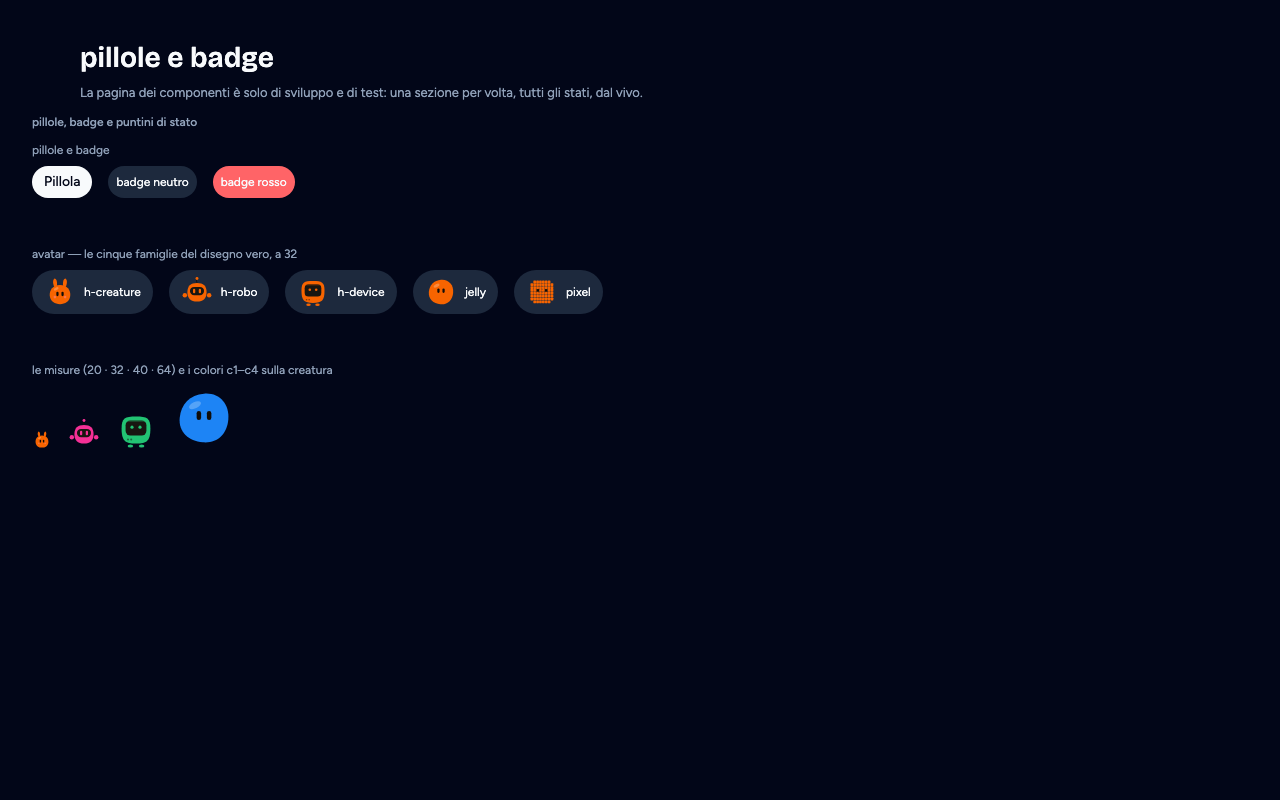 pillole e badge
La pagina dei componenti è solo di sviluppo e di test: una sezione per volta, tutti gli stati, dal vivo.
pillole, badge e puntini di stato
pillole e badge
Pillola badge neutro badge rosso
avatar — le cinque famiglie del disegno vero, a 32
h-creature h-robo h-device jelly pixel
le misure (20 · 32 · 40 · 64) e i colori c1–c4 sulla creatura